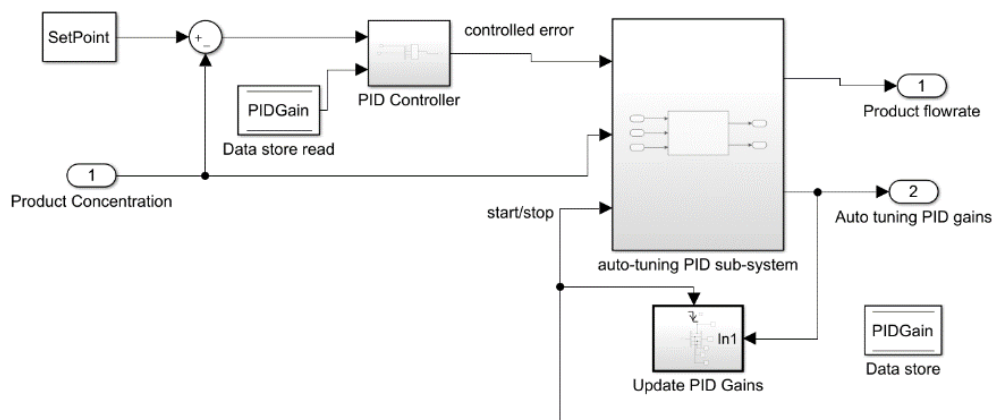 SetPoint
+
−
controlled error
PID Controller
PIDGain
Data store read
1
Product Concentration
start/stop
auto-tuning PID sub-system
1
Product flowrate
2
Auto tuning PID gains
In1
Update PID Gains
PIDGain
Data store